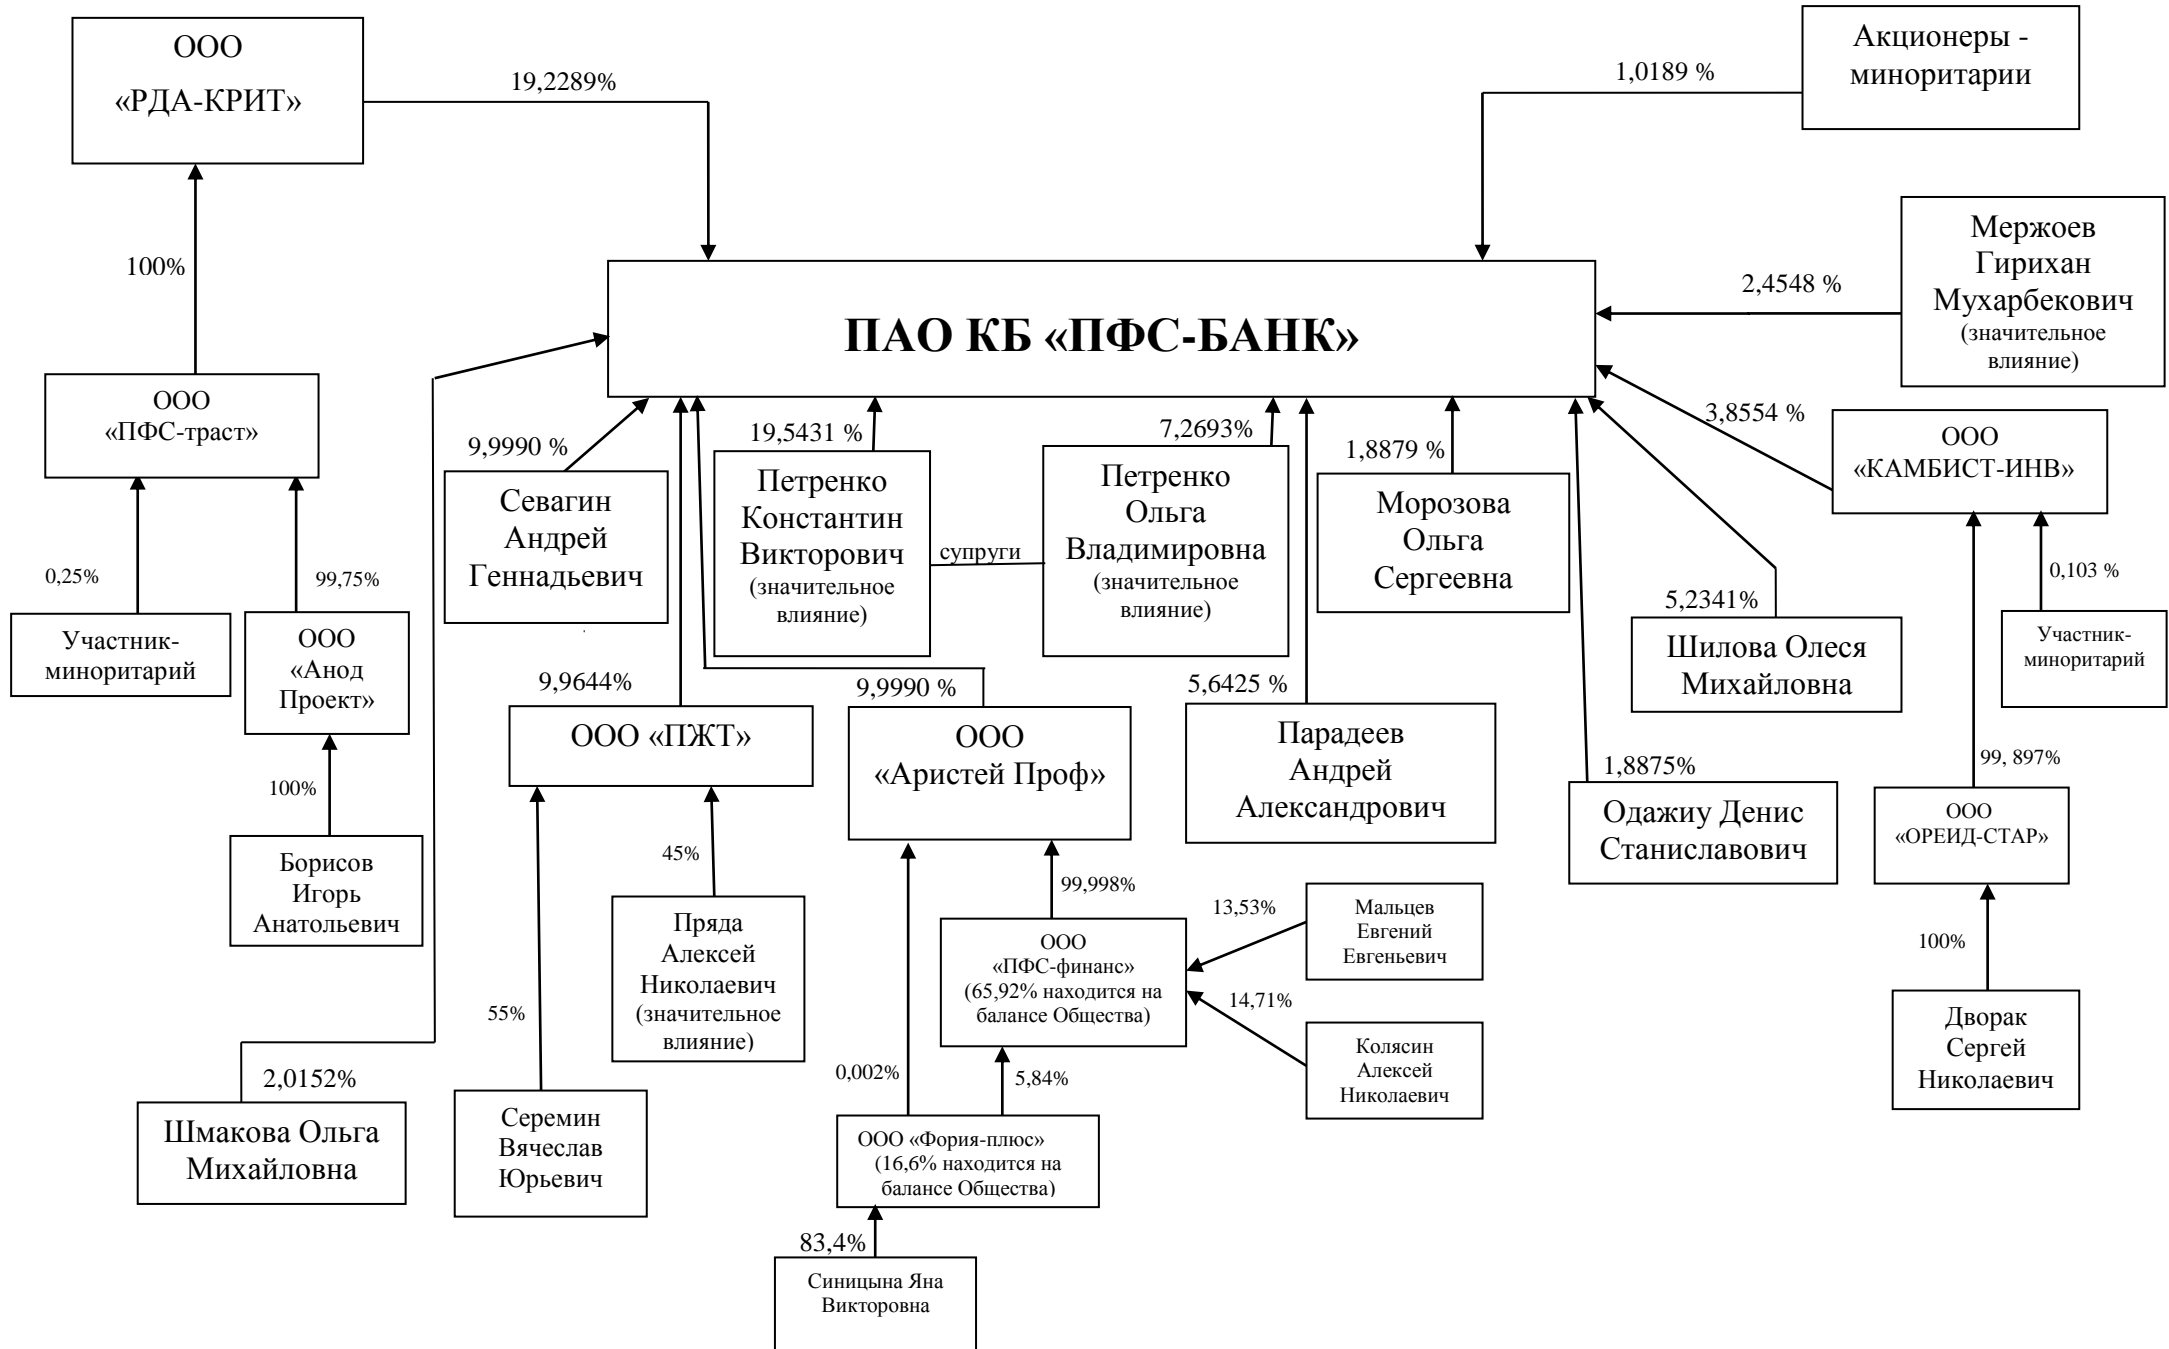 ООО
«РДА-КРИТ»
19,2289%
1,0189 %
Акционеры -
миноритарии
100%
Мержоев
Гирихан
Мухарбекович
(значительное
влияние)
2,4548 %
ПАО КБ «ПФС-БАНК»
ООО
«ПФС-траст»
9,9990 %
19,5431 %
7,2693%
1,8879 %
3,8554 %
ООО
«КАМБИСТ-ИНВ»
Севагин
Андрей
Геннадьевич
Петренко
Константин
Викторович
(значительное
влияние)
супруги
Петренко
Ольга
Владимировна
(значительное
влияние)
Морозова
Ольга
Сергеевна
0,25%
99,75%
0,103 %
5,2341%
Участник-
миноритарий
ООО
«Анод
Проект»
Шилова Олеся
Михайловна
Участник-
миноритарий
9,9644%
9,9990 %
5,6425 %
ООО «ПЖТ»
ООО
«Аристей Проф»
Парадеев
Андрей
Александрович
1,8875%
99, 897%
100%
Одажиу Денис
Станиславович
ООО
«ОРЕИД-СТАР»
Борисов
Игорь
Анатольевич
45%
99,998%
13,53%
Мальцев
Евгений
Евгеньевич
Пряда
Алексей
Николаевич
(значительное
влияние)
ООО
«ПФС-финанс»
(65,92% находится на
балансе Общества)
100%
55%
14,71%
Дворак
Сергей
Николаевич
Колясин
Алексей
Николаевич
2,0152%
0,002%
5,84%
Шмакова Ольга
Михайловна
Серемин
Вячеслав
Юрьевич
ООО «Фория-плюс»
(16,6% находится на
балансе Общества)
83,4%
Синицына Яна
Викторовна